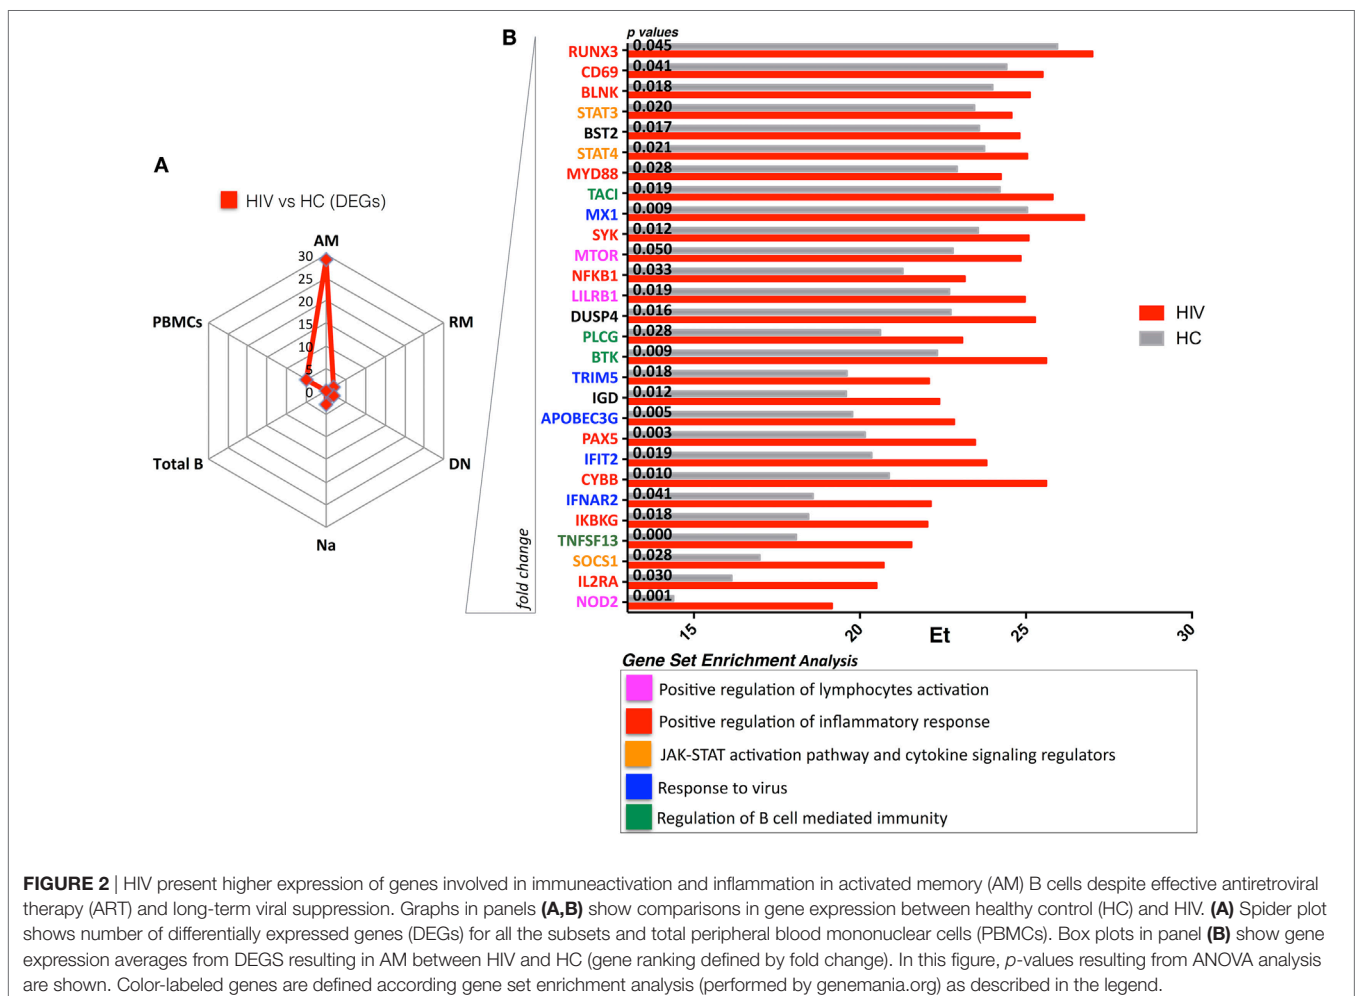 A
HIV vs HC (DEGs)
AM
30
25
20
15
10
5
0
PBMCs
RM
Total B
DN
Na
B
p values
RUNX3 0.045
CD69 0.041
BLNK 0.018
STAT3 0.020
BST2 0.017
STAT4 0.021
MYD88 0.028
TACI 0.019
MX1 0.009
SYK 0.012
MTOR 0.050
NFKB1 0.033
LILRB1 0.019
DUSP4 0.016
PLCG 0.028
BTK 0.009
TRIM5 0.018
IGD 0.012
APOBEC3G 0.005
PAX5 0.003
IFIT2 0.019
CYBB 0.010
IFNAR2 0.041
IKBKG 0.018
TNFSF13 0.000
SOCS1 0.028
IL2RA 0.030
NOD2 0.001
fold change
15 20 25 30
Et
HIV
HC
Gene Set Enrichment Analysis
Positive regulation of lymphocytes activation
Positive regulation of inflammatory response
JAK-STAT activation pathway and cytokine signaling regulators
Response to virus
Regulation of B cell mediated immunity
FIGURE 2 | HIV present higher expression of genes involved in immuneactivation and inflammation in activated memory (AM) B cells despite effective antiretroviral
therapy (ART) and long-term viral suppression. Graphs in panels (A,B) show comparisons in gene expression between healthy control (HC) and HIV. (A) Spider plot
shows number of differentially expressed genes (DEGs) for all the subsets and total peripheral blood mononuclear cells (PBMCs). Box plots in panel (B) show gene
expression averages from DEGS resulting in AM between HIV and HC (gene ranking defined by fold change). In this figure, p-values resulting from ANOVA analysis
are shown. Color-labeled genes are defined according gene set enrichment analysis (performed by genemania.org) as described in the legend.